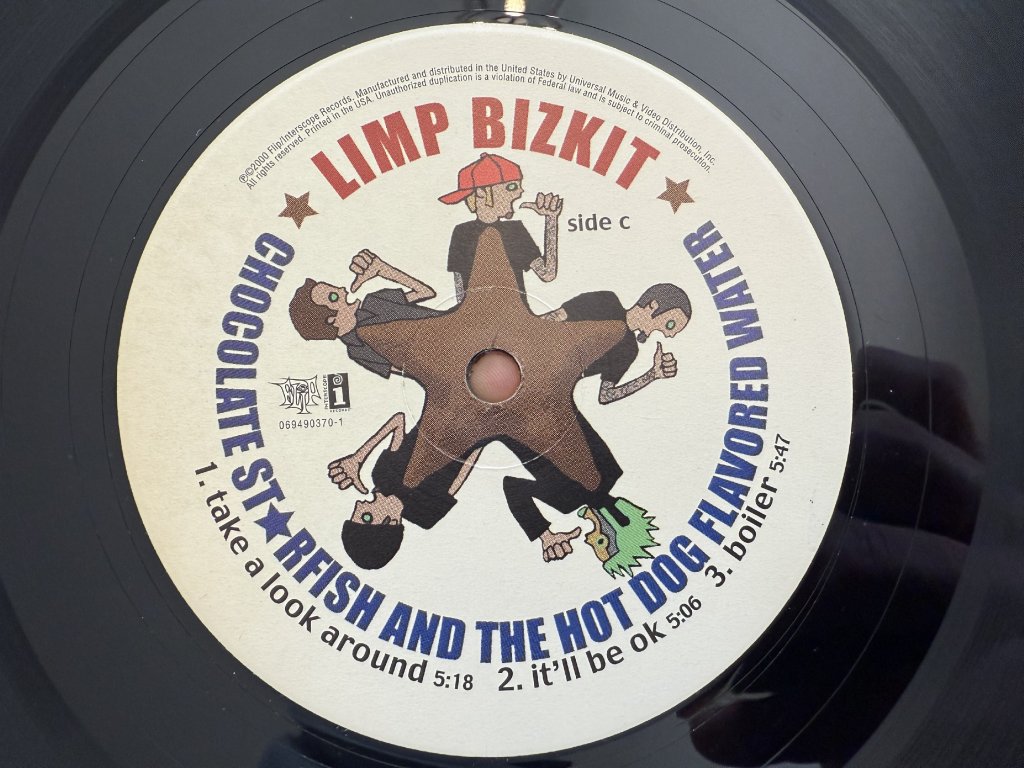 ℗©2000 Flip/Interscope Records. Manufactured and distributed in the United States by Universal Music & Video Distribution, Inc.
All rights reserved. Printed in the USA. Unauthorized duplication is a violation of Federal law and is subject to criminal prosecution.
LIMP BIZKIT
side c
CHOCOLATE ST★RFISH AND THE HOT DOG FLAVORED WATER
FLIP
i
INTERSCOPE
RECORDS
069490370-1
1. take a look around 5:18 2. it'll be ok 5:06 3. boiler 5:47